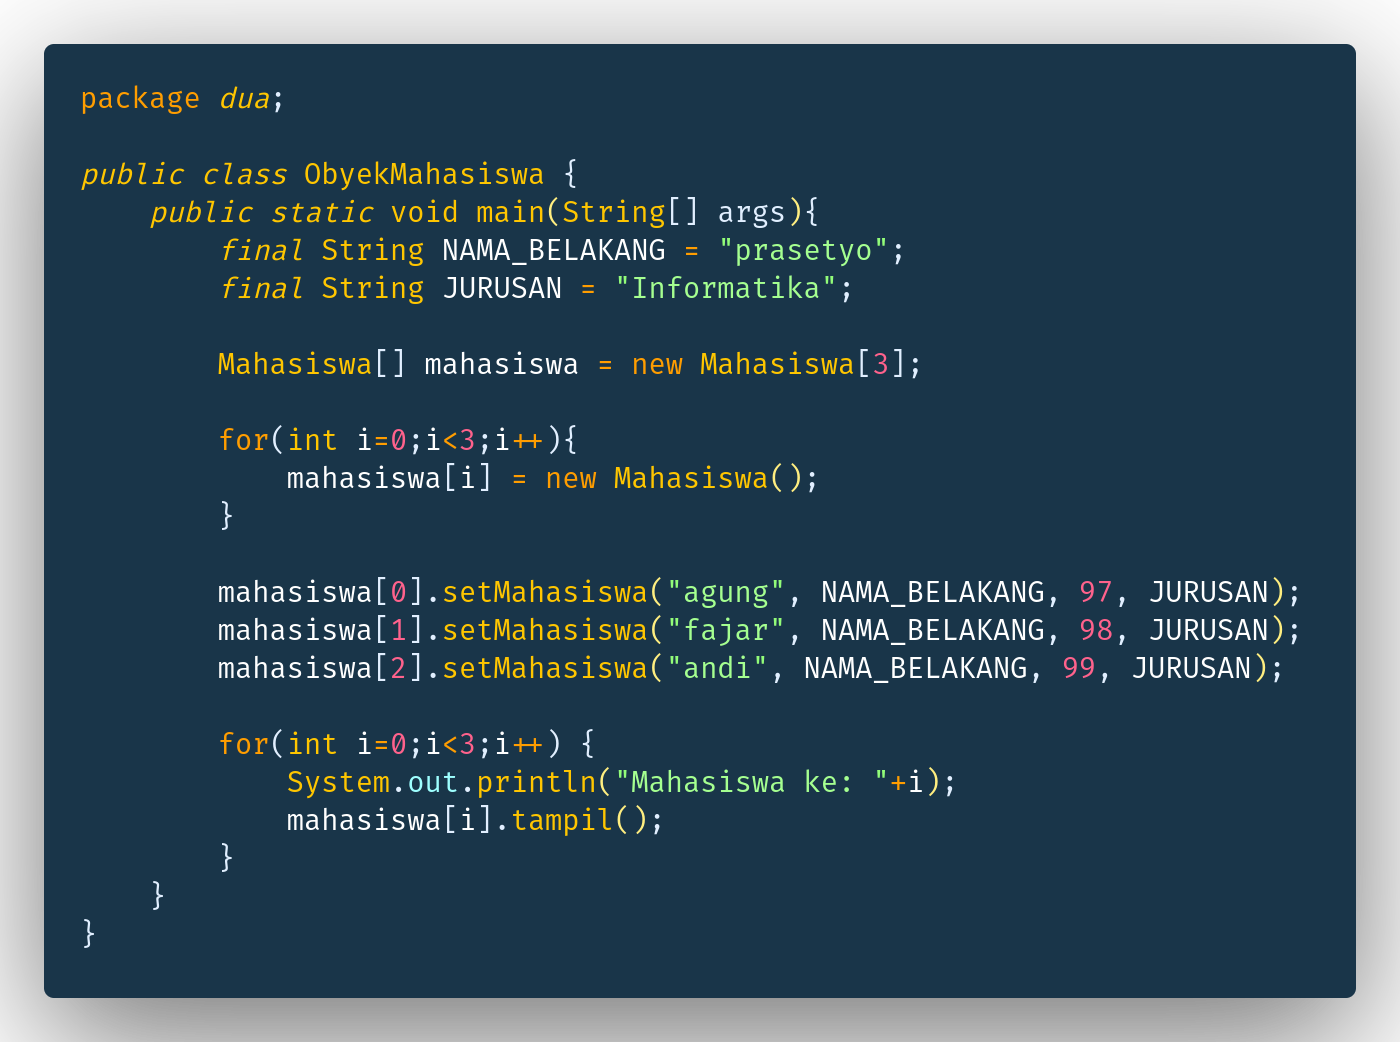 package dua;

public class ObyekMahasiswa {
    public static void main(String[] args){
        final String NAMA_BELAKANG = "prasetyo";
        final String JURUSAN = "Informatika";

        Mahasiswa[] mahasiswa = new Mahasiswa[3];

        for(int i=0;i<3;i++){
            mahasiswa[i] = new Mahasiswa();
        }

        mahasiswa[0].setMahasiswa("agung", NAMA_BELAKANG, 97, JURUSAN);
        mahasiswa[1].setMahasiswa("fajar", NAMA_BELAKANG, 98, JURUSAN);
        mahasiswa[2].setMahasiswa("andi", NAMA_BELAKANG, 99, JURUSAN);

        for(int i=0;i<3;i++) {
            System.out.println("Mahasiswa ke: "+i);
            mahasiswa[i].tampil();
        }
    }
}